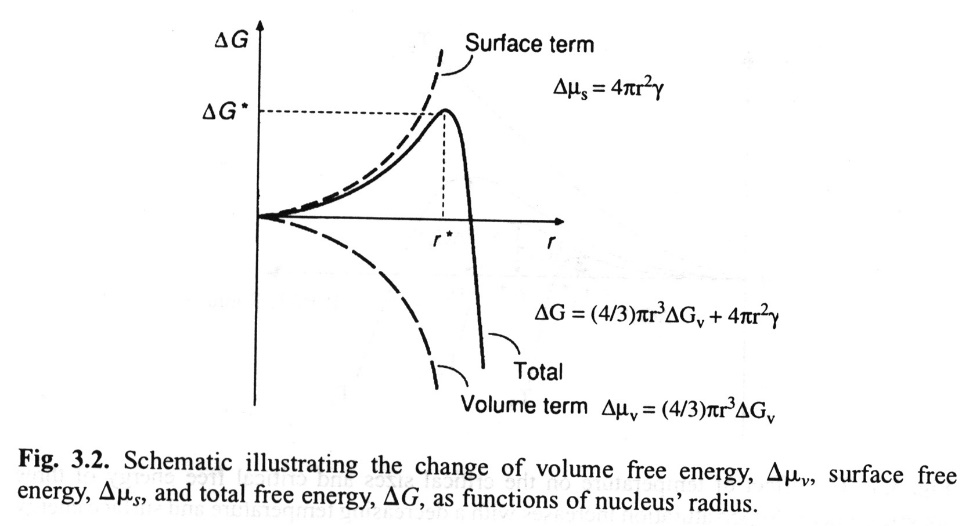 ΔG
Surface term
Δμₛ = 4πr²γ
ΔG*
r*
r
ΔG = (4/3)πr³ΔGᵥ + 4πr²γ
Total
Volume term Δμᵥ = (4/3)πr³ΔGᵥ
Fig. 3.2. Schematic illustrating the change of volume free energy, Δμᵥ, surface free
energy, Δμₛ, and total free energy, ΔG, as functions of nucleus' radius.